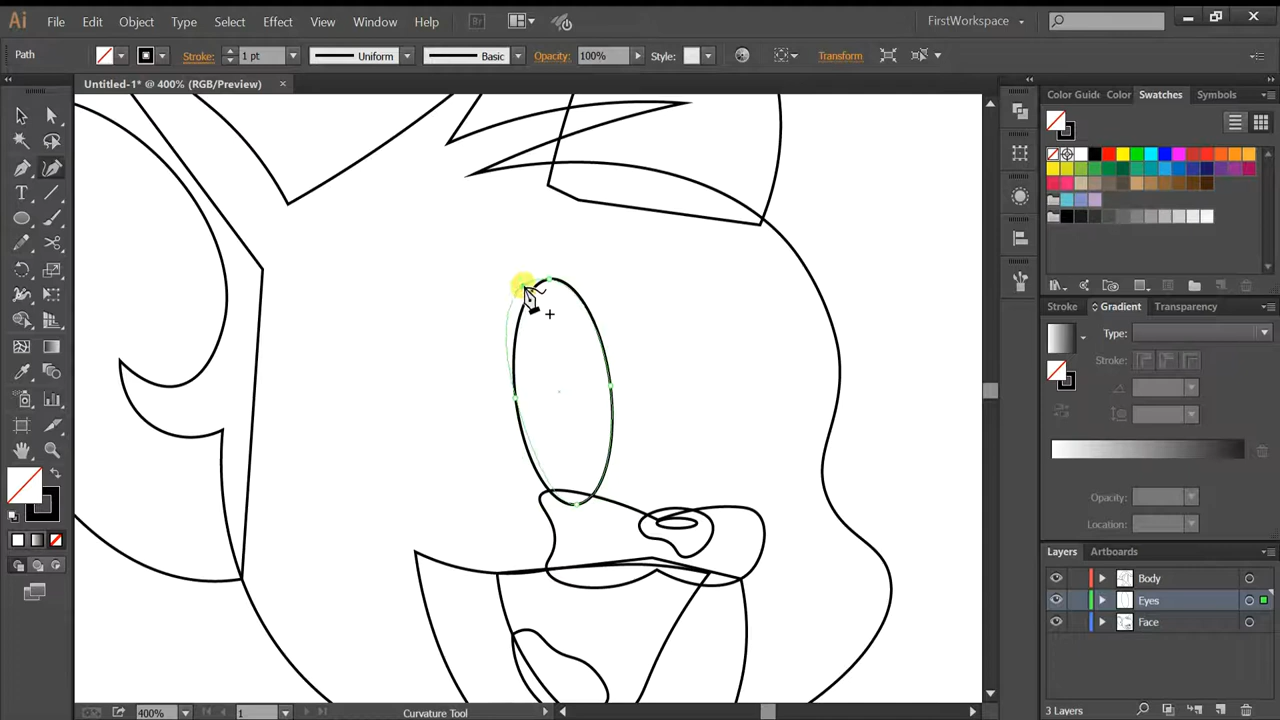 Ai File Edit Object Type Select Effect View Window Help Br FirstWorkspace
Path Stroke: 1 pt Uniform Basic Opacity: 100% Style: Transform
Untitled-1* @ 400% (RGB/Preview)
Color Guide Color Swatches Symbols
Stroke Gradient Transparency
Type:
Stroke:
Opacity:
Location:
Layers Artboards
Body
Eyes
Face
3 Layers
400% 1 Curvature Tool